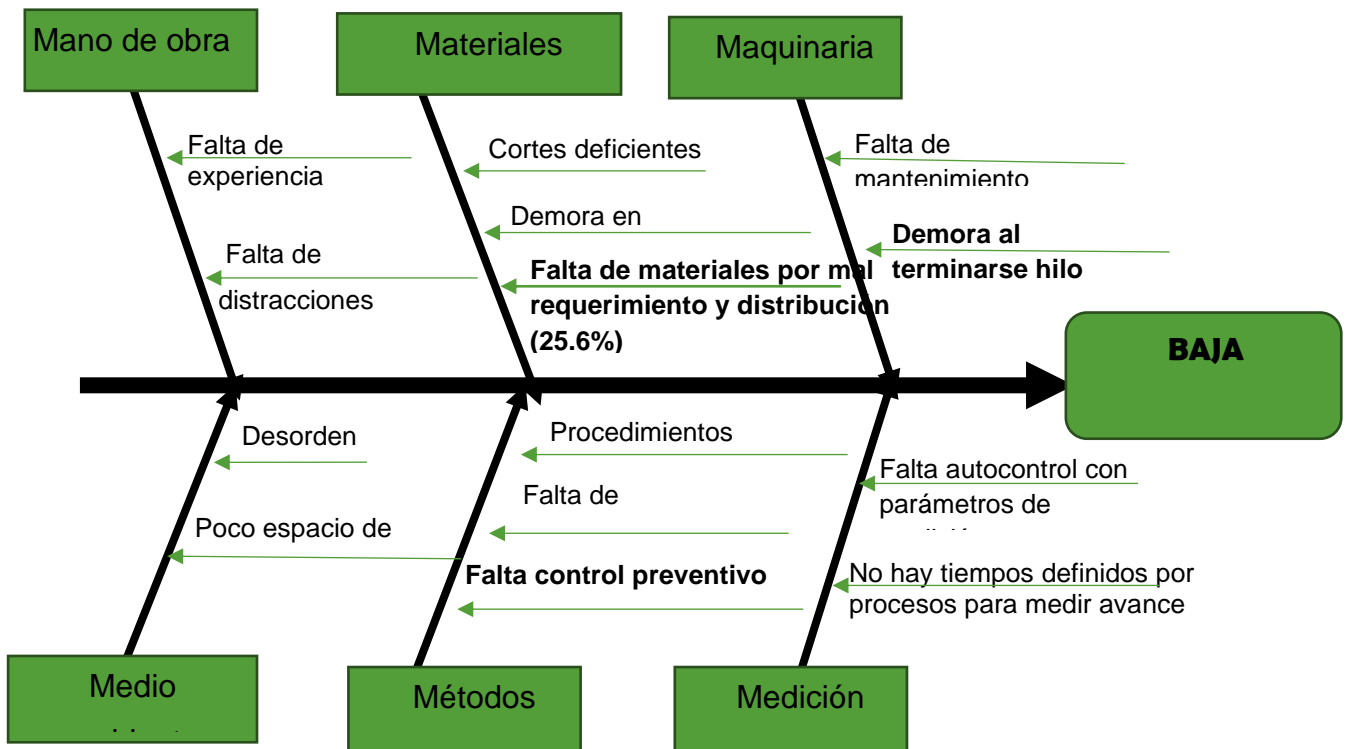 Mano de obra
Materiales
Maquinaria
Falta de
experiencia
Cortes deficientes
Falta de
mantenimiento
Demora en
Falta de
distracciones
Falta de materiales por mal
requerimiento y distribución
(25.6%)
Demora al
terminarse hilo
BAJA
Desorden
Procedimientos
Falta autocontrol con
parámetros de
Falta de
Poco espacio de
Falta control preventivo
No hay tiempos definidos por
procesos para medir avance
Medio
Métodos
Medición